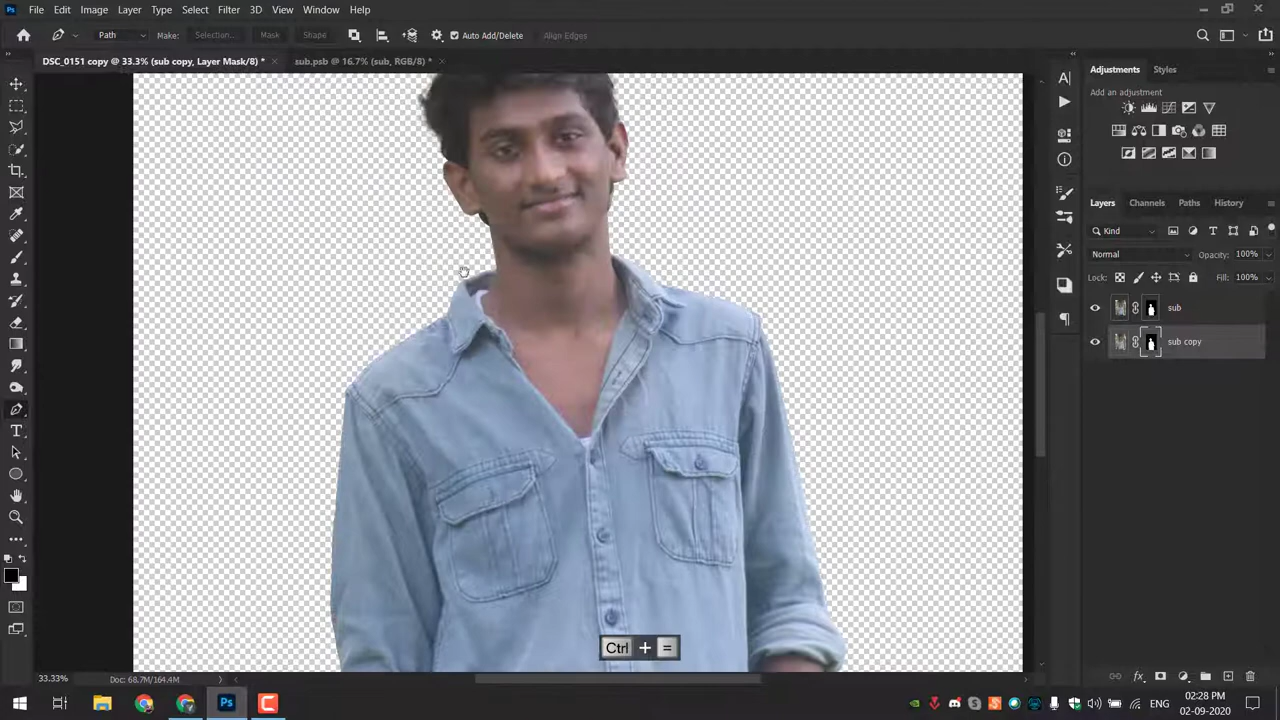 Ps File Edit Image Layer Type Select Filter 3D View Window Help
Path Make: Selection... Mask Shape Auto Add/Delete Align Edges
DSC_0151 copy @ 33.3% (sub copy, Layer Mask/8) * × sub.psb @ 16.7% (sub, RGB/8) * ×
Adjustments Styles
Add an adjustment
Layers Channels Paths History
Kind
Normal Opacity: 100%
Lock: Fill: 100%
sub
sub copy
Ctrl + =
33.33% Doc: 68.7M/164.4M
Ps ENG 02:28 PM
02-09-2020